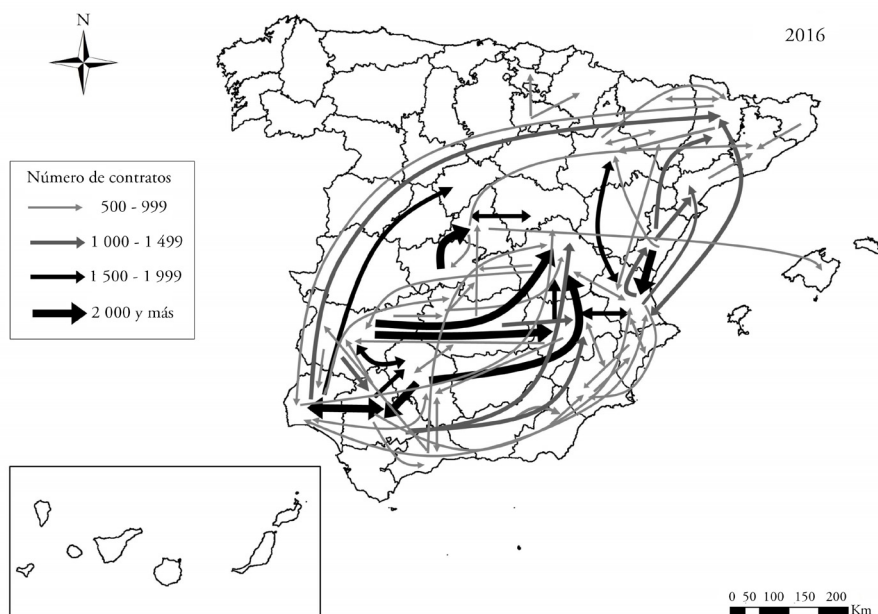 N
2016
Número de contratos
500 - 999
1 000 - 1 499
1 500 - 1 999
2 000 y más
0 50 100 150 200
Km